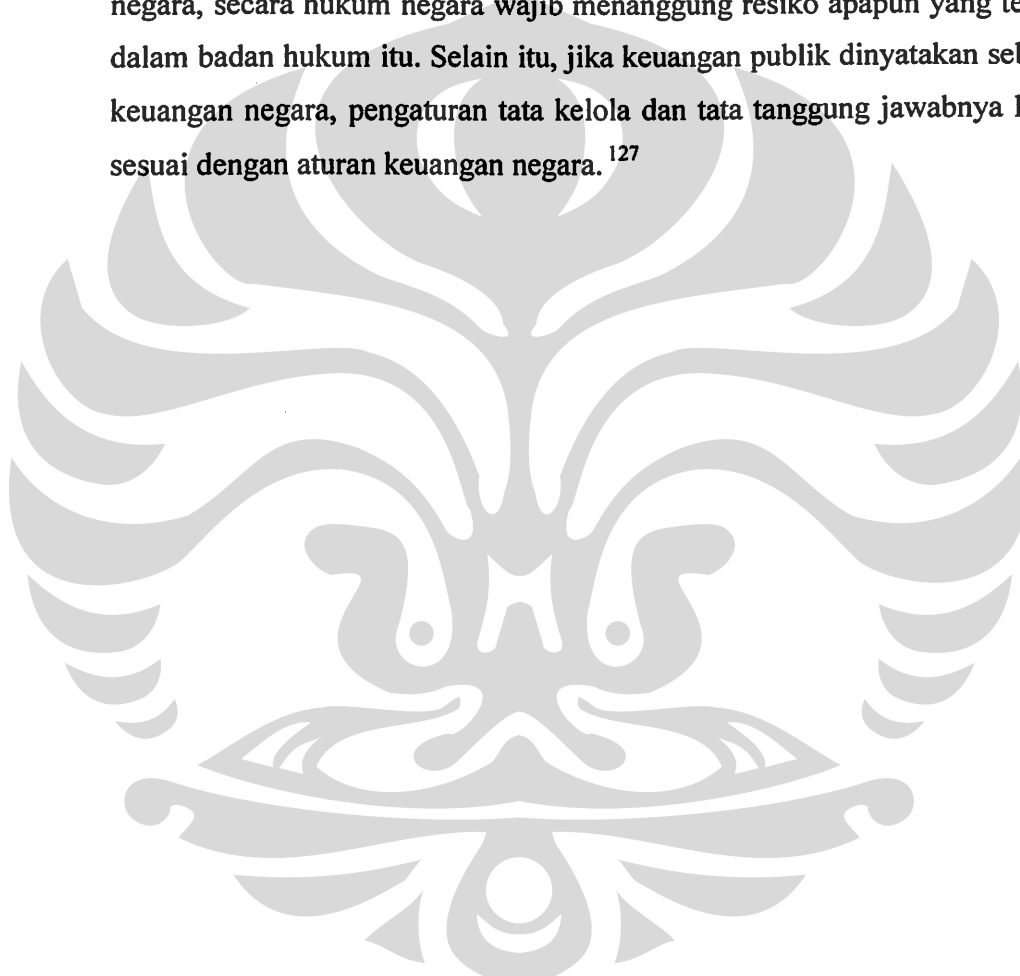 negara, secara hukum negara wajib menanggung resiko apapun yang
dalam badan hukum itu. Selain itu, jika keuangan publik dinyatakan
keuangan negara, pengaturan tata kelola dan tata tanggung jawabnya
sesuai dengan aturan keuangan negara. 127